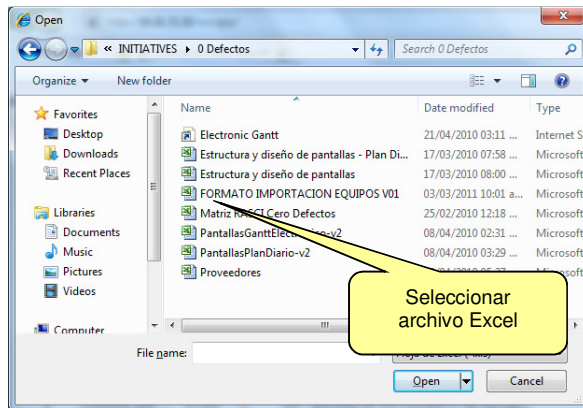 Open
« INITIATIVES 0 Defectos
Search 0 Defectos
Organize
New folder
Favorites
Desktop
Downloads
Recent Places
Libraries
Documents
Music
Pictures
Videos
Computer
Name Date modified Type
Electronic Gantt 21/04/2010 03:11 ... Internet S
Estructura y diseño de pantallas - Plan Di... 17/03/2010 07:58 ... Microsoft
Estructura y diseño de pantallas 17/03/2010 08:00 ... Microsoft
FORMATO IMPORTACION EQUIPOS V01 03/03/2011 10:01 a... Microsoft
Matriz RASCI Cero Defectos 25/02/2010 12:18 ... Microsoft
PantallasGanttElectronico-v2 08/04/2010 02:31 ... Microsoft
PantallasPlanDiario-v2 08/04/2010 03:29 ... Microsoft
Proveedores Microsoft
Seleccionar
archivo Excel
File name:
Open
Cancel